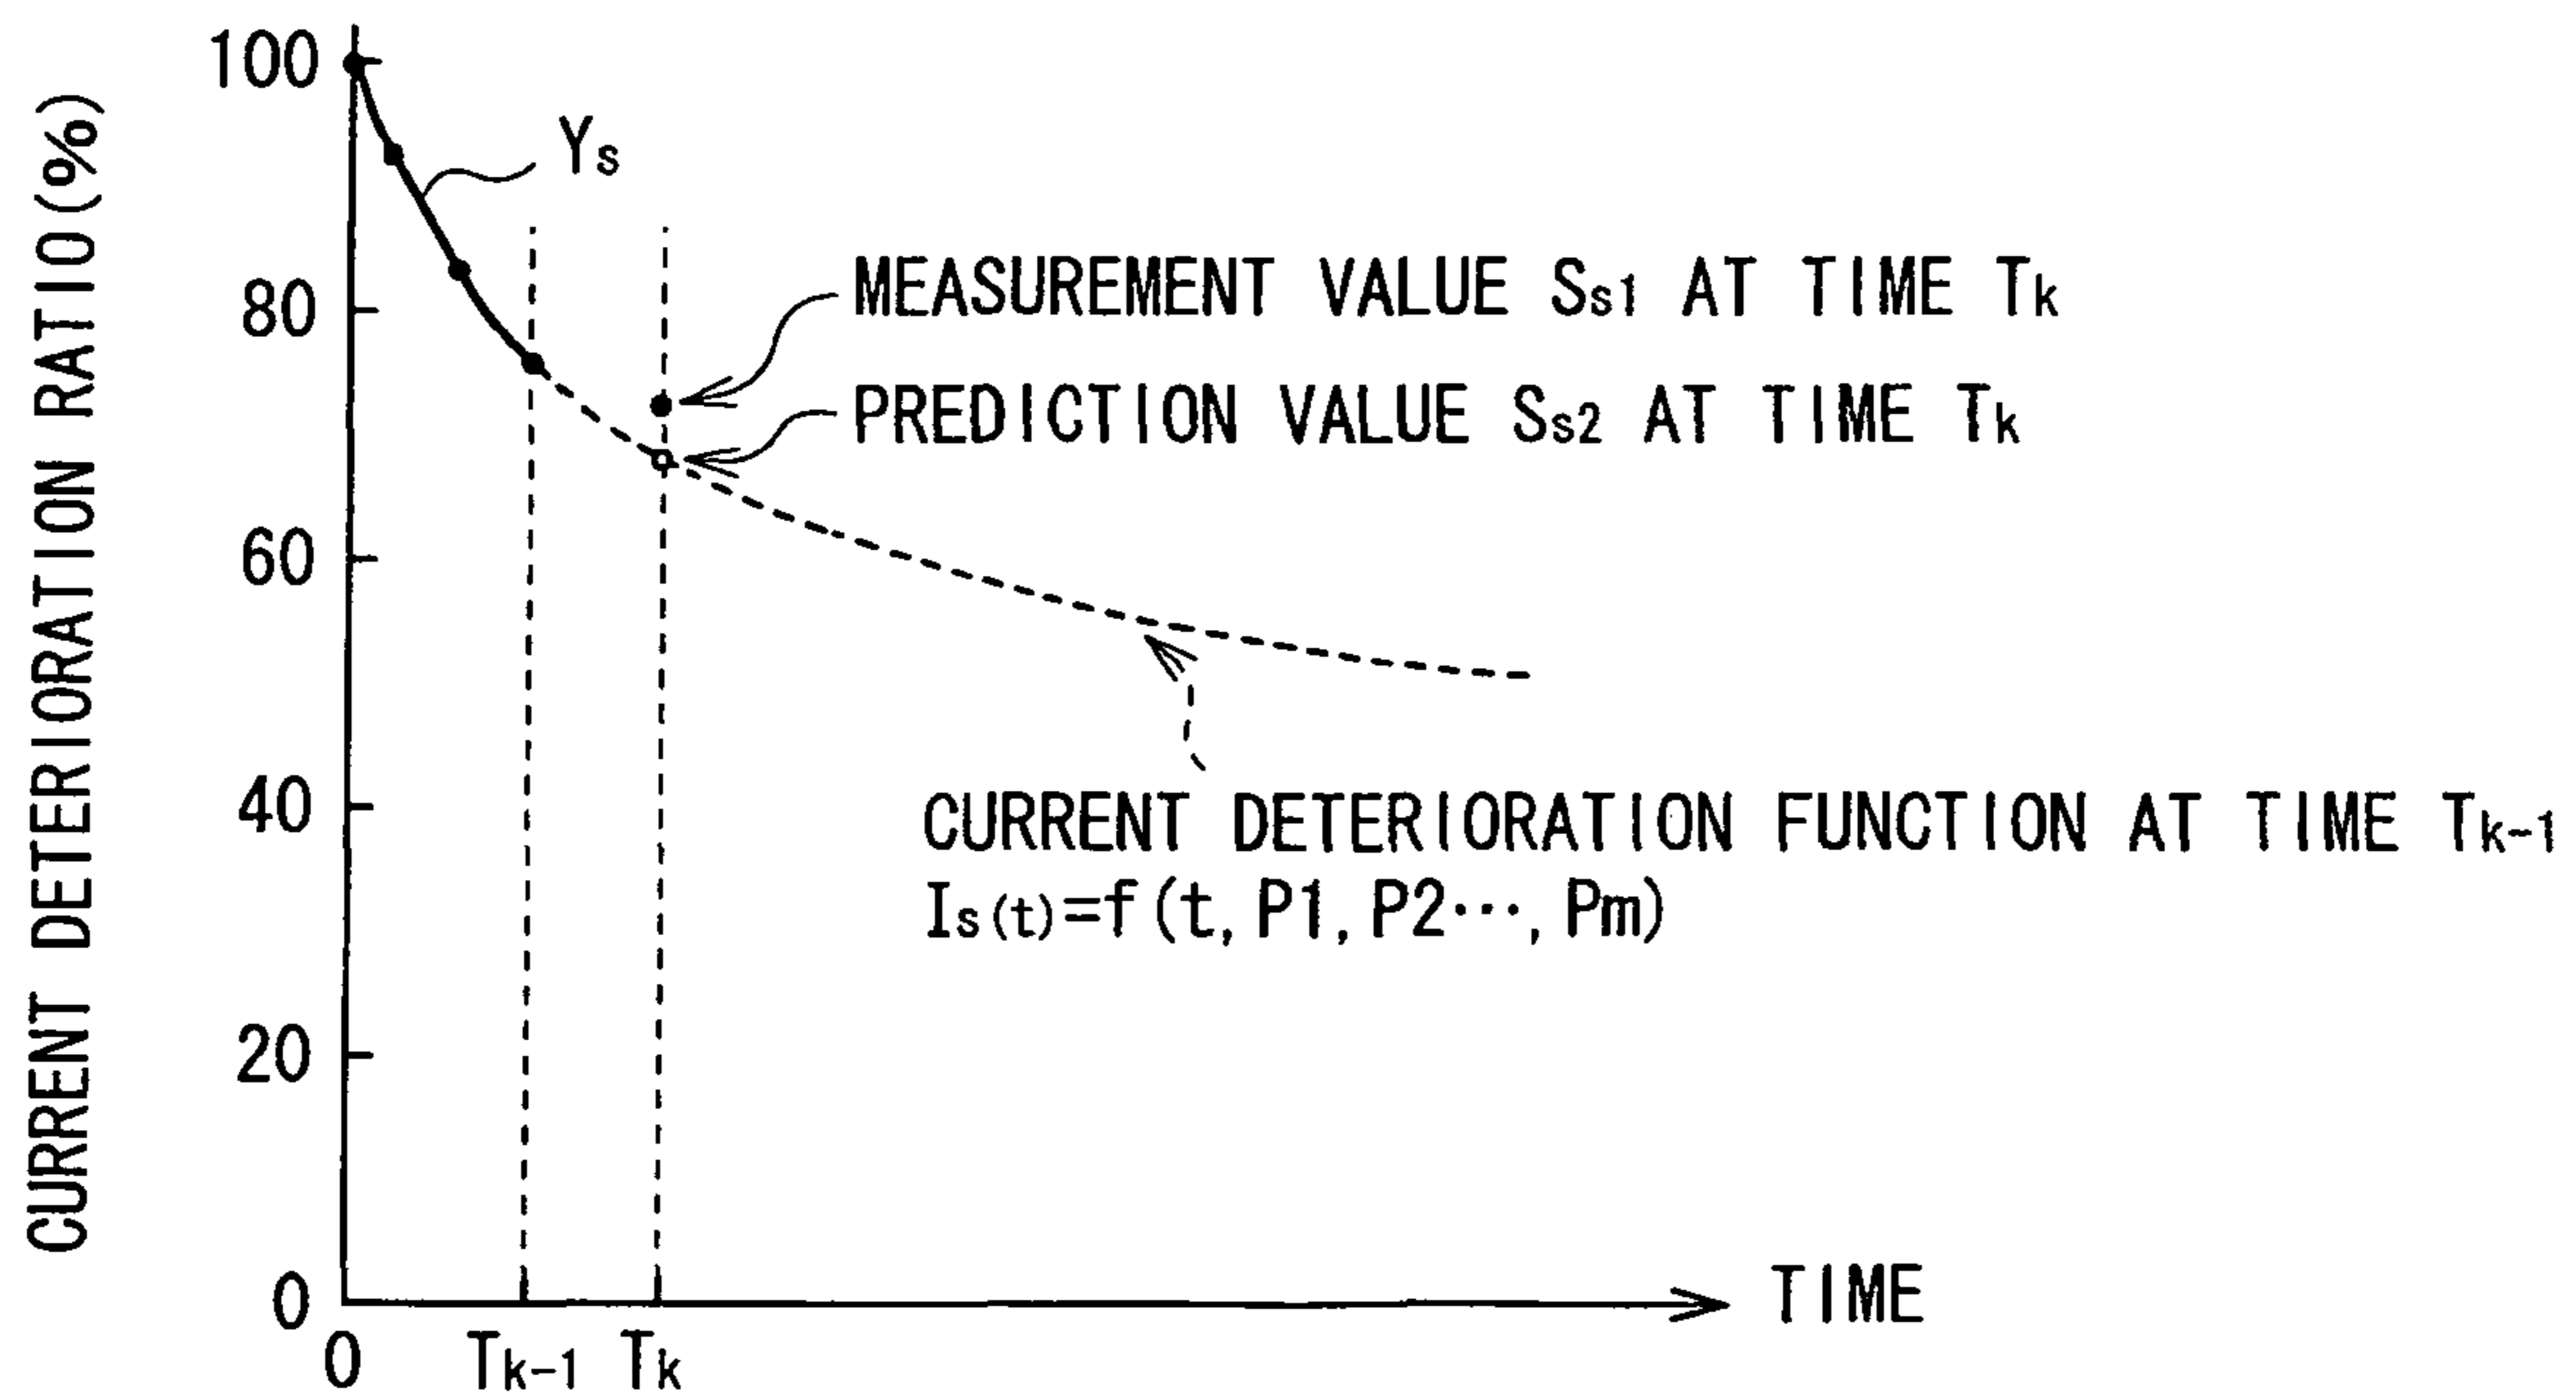 CURRENT DETERIORATION RATIO(%)
100
80
60
40
20
0
Ys
MEASUREMENT VALUE Ss1 AT TIME Tk
PREDICTION VALUE Ss2 AT TIME Tk
CURRENT DETERIORATION FUNCTION AT TIME Tk-1
Is(t)=f(t, P1, P2···, Pm)
TIME
0 Tk-1 Tk